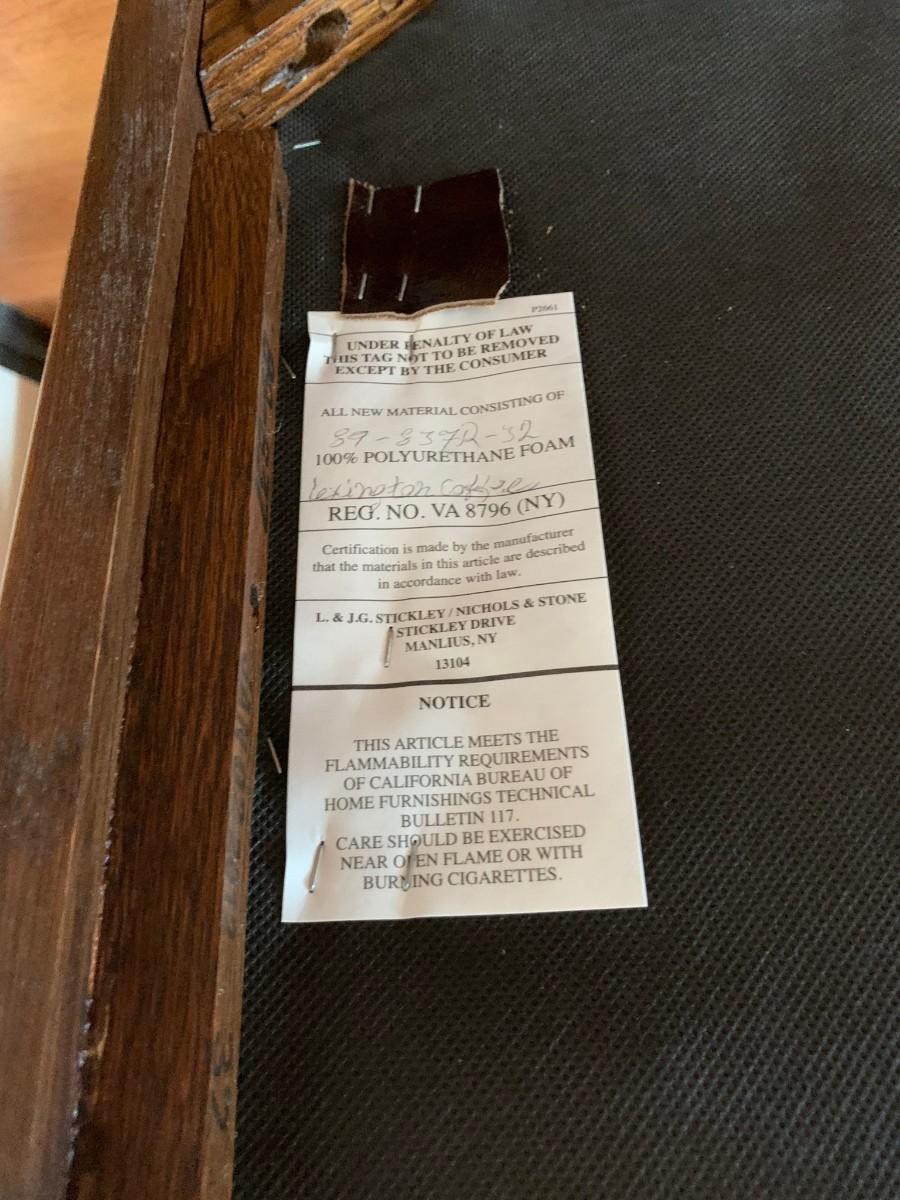 P2661
UNDER PENALTY OF LAW
THIS TAG NOT TO BE REMOVED
EXCEPT BY THE CONSUMER
ALL NEW MATERIAL CONSISTING OF
89-837R-32
100% POLYURETHANE FOAM
Lexington Coffee
REG. NO. VA 8796 (NY)
Certification is made by the manufacturer
that the materials in this article are described
in accordance with law.
L. & J.G. STICKLEY / NICHOLS & STONE
STICKLEY DRIVE
MANLIUS, NY
13104
NOTICE
THIS ARTICLE MEETS THE
FLAMMABILITY REQUIREMENTS
OF CALIFORNIA BUREAU OF
HOME FURNISHINGS TECHNICAL
BULLETIN 117.
CARE SHOULD BE EXERCISED
NEAR OPEN FLAME OR WITH
BURNING CIGARETTES.